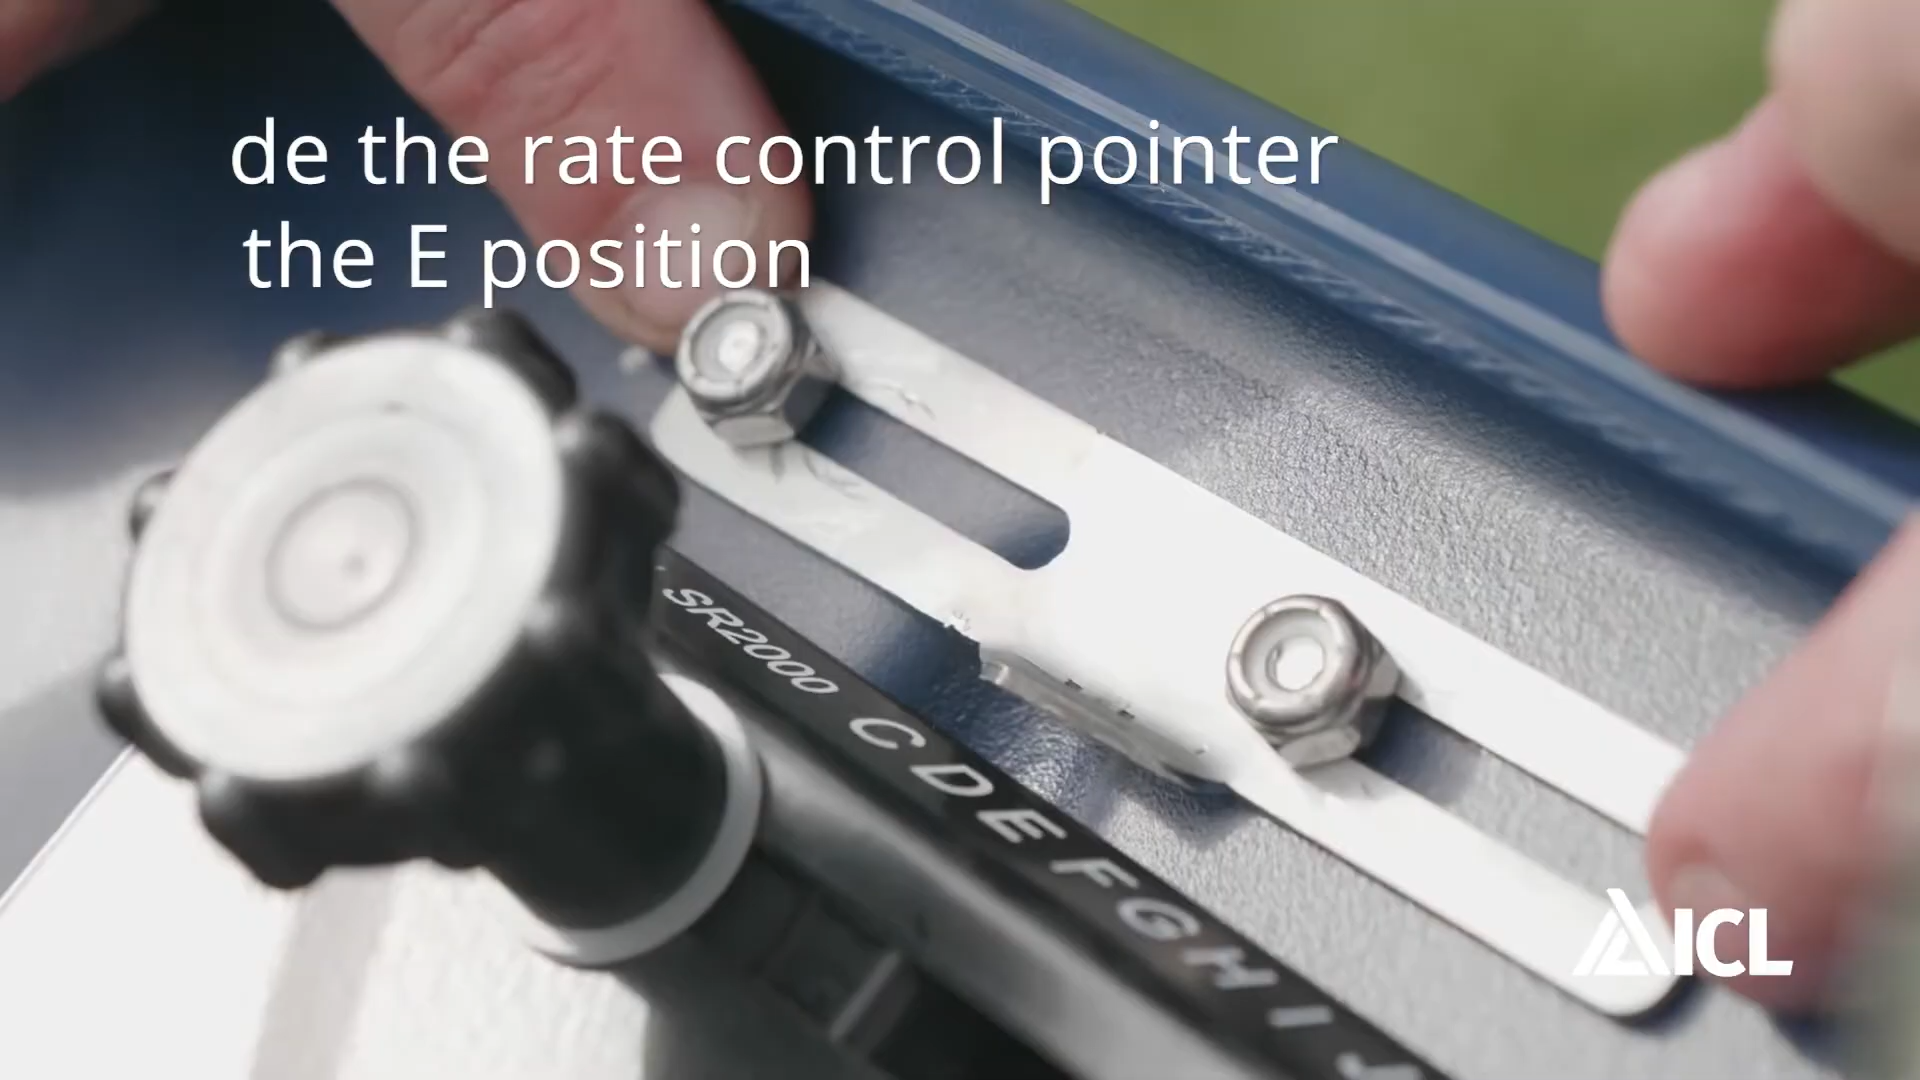 de the rate control pointer
the E position
SR2000 C D E F G H I J
ICL